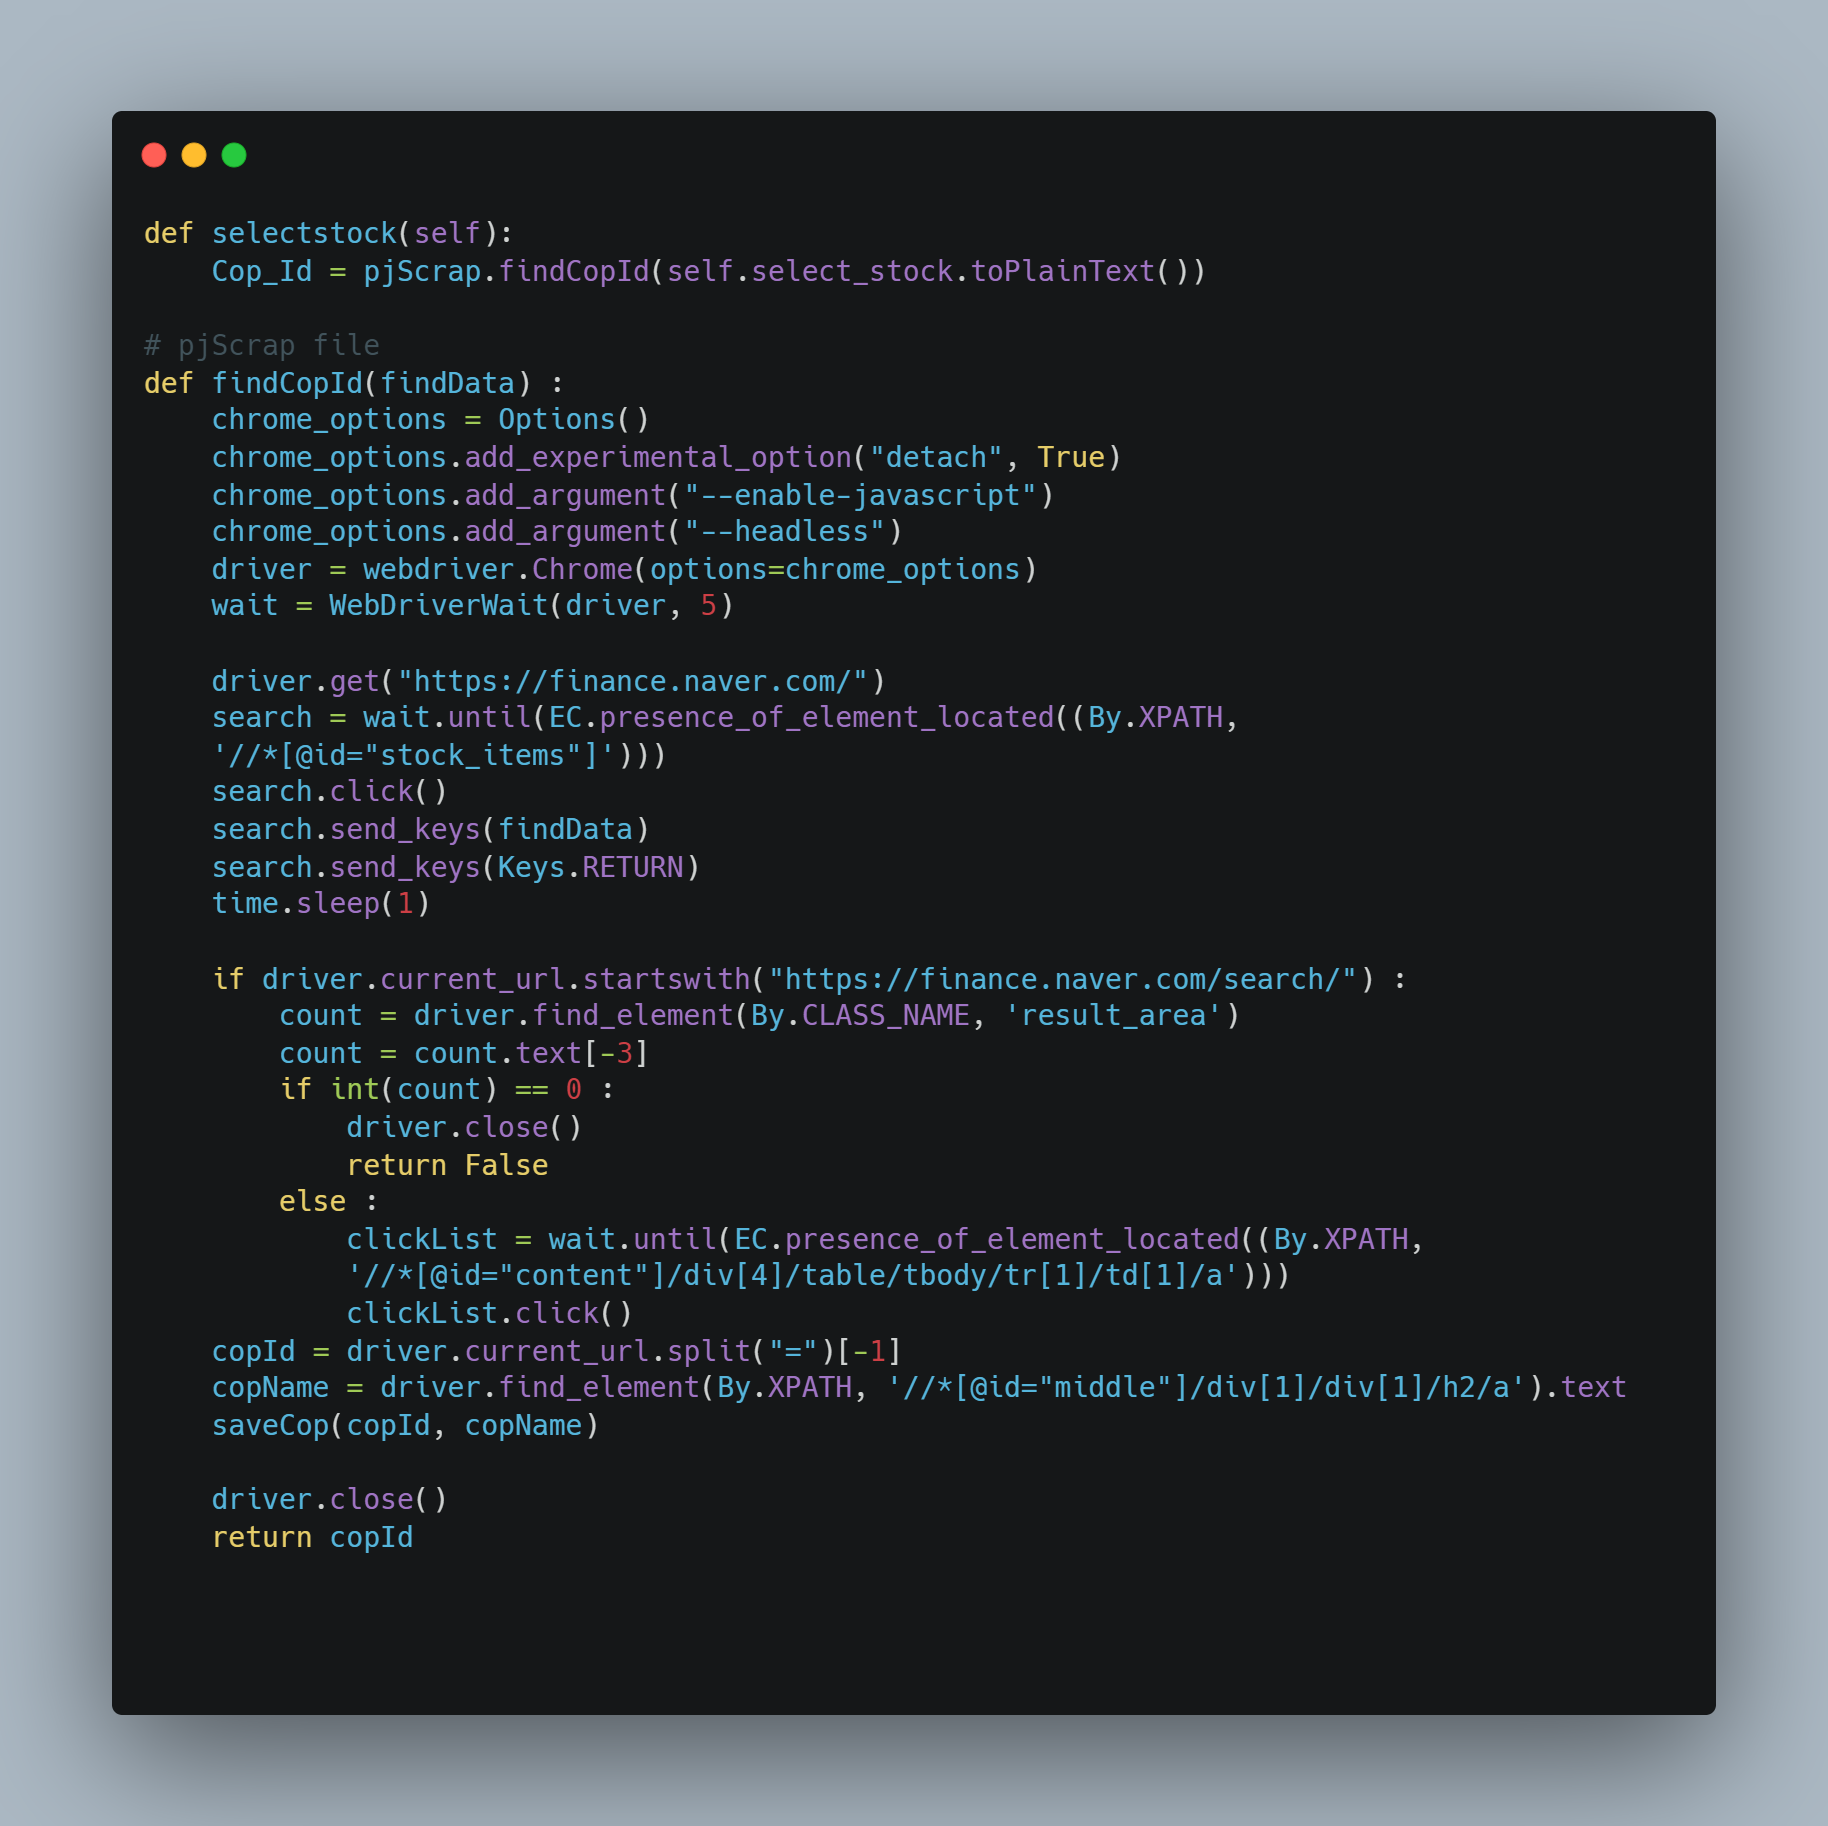 def selectstock(self):
    Cop_Id = pjScrap.findCopId(self.select_stock.toPlainText())
# pjScrap file
def findCopId(findData) :
    chrome_options = Options()
    chrome_options.add_experimental_option("detach", True)
    chrome_options.add_argument("--enable-javascript")
    chrome_options.add_argument("--headless")
    driver = webdriver.Chrome(options=chrome_options)
    wait = WebDriverWait(driver, 5)
    driver.get("https://finance.naver.com/")
    search = wait.until(EC.presence_of_element_located((By.XPATH,
    '//*[@id="stock_items"]')))
    search.click()
    search.send_keys(findData)
    search.send_keys(Keys.RETURN)
    time.sleep(1)
    if driver.current_url.startswith("https://finance.naver.com/search/") :
        count = driver.find_element(By.CLASS_NAME, 'result_area')
        count = count.text[-3]
        if int(count) == 0 :
            driver.close()
            return False
        else :
            clickList = wait.until(EC.presence_of_element_located((By.XPATH,
            '//*[@id="content"]/div[4]/table/tbody/tr[1]/td[1]/a')))
            clickList.click()
    copId = driver.current_url.split("=")[-1]
    copName = driver.find_element(By.XPATH, '//*[@id="middle"]/div[1]/div[1]/h2/a').text
    saveCop(copId, copName)
    driver.close()
    return copId